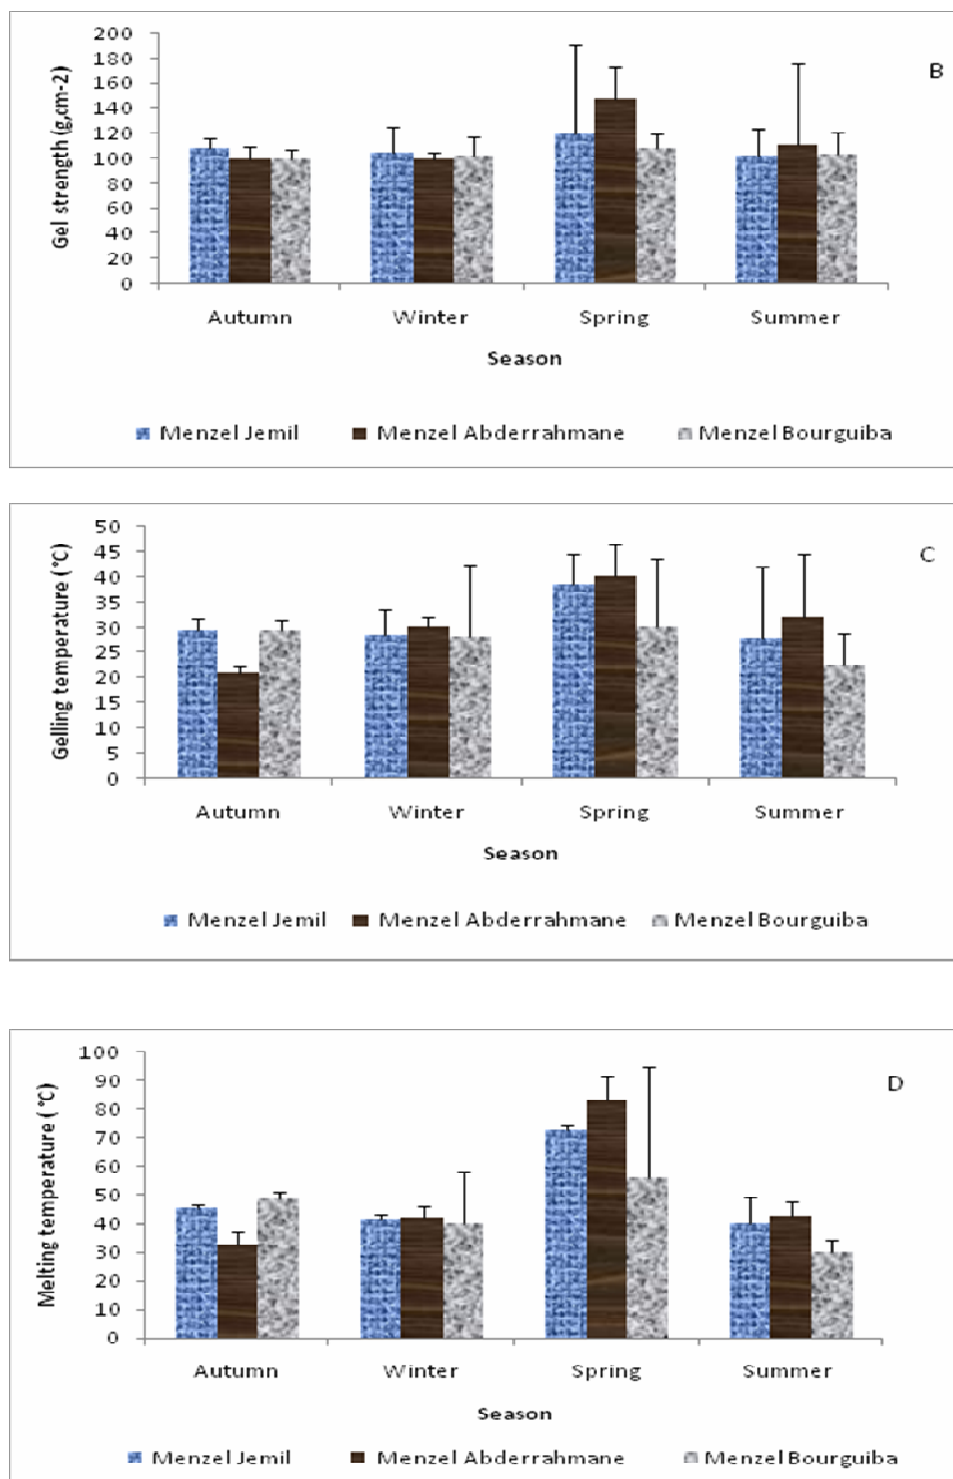 B
Gel strength (g,cm-2)
200
180
160
140
120
100
80
60
40
20
0
Autumn Winter Spring Summer
Season
Menzel Jemil Menzel Abderrahmane Menzel Bourguiba
C
Gelling temperature (°C)
50
45
40
35
30
25
20
15
10
5
0
Autumn Winter Spring Summer
Season
Menzel Jemil Menzel Abderrahmane Menzel Bourguiba
D
Melting temperature (°C)
100
90
80
70
60
50
40
30
20
10
0
Autumn Winter Spring Summer
Season
Menzel Jemil Menzel Abderrahmane Menzel Bourguiba